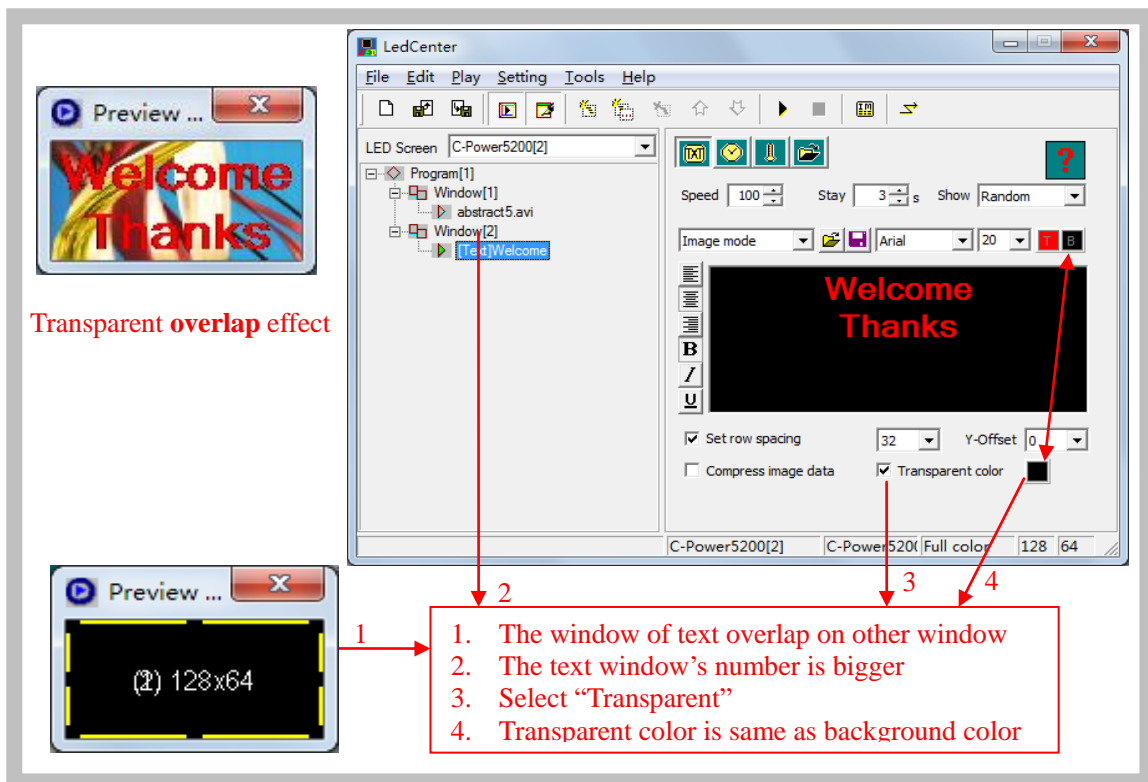 LedCenter
File Edit Play Setting Tools Help
Preview ...
Welcome
Thanks
Transparent overlap effect
LED Screen C-Power5200[2]
Program[1]
Window[1]
abstract5.avi
Window[2]
[Text]Welcome
TXT
?
Speed 100 Stay 3 s Show Random
Image mode Arial 20 T B
Welcome
Thanks
B
I
U
Set row spacing 32 Y-Offset 0
Compress image data Transparent color
C-Power5200[2] C-Power520( Full color 128 64
Preview ...
128x64
1
2
3
4
1. The window of text overlap on other window
2. The text window’s number is bigger
3. Select “Transparent”
4. Transparent color is same as background color